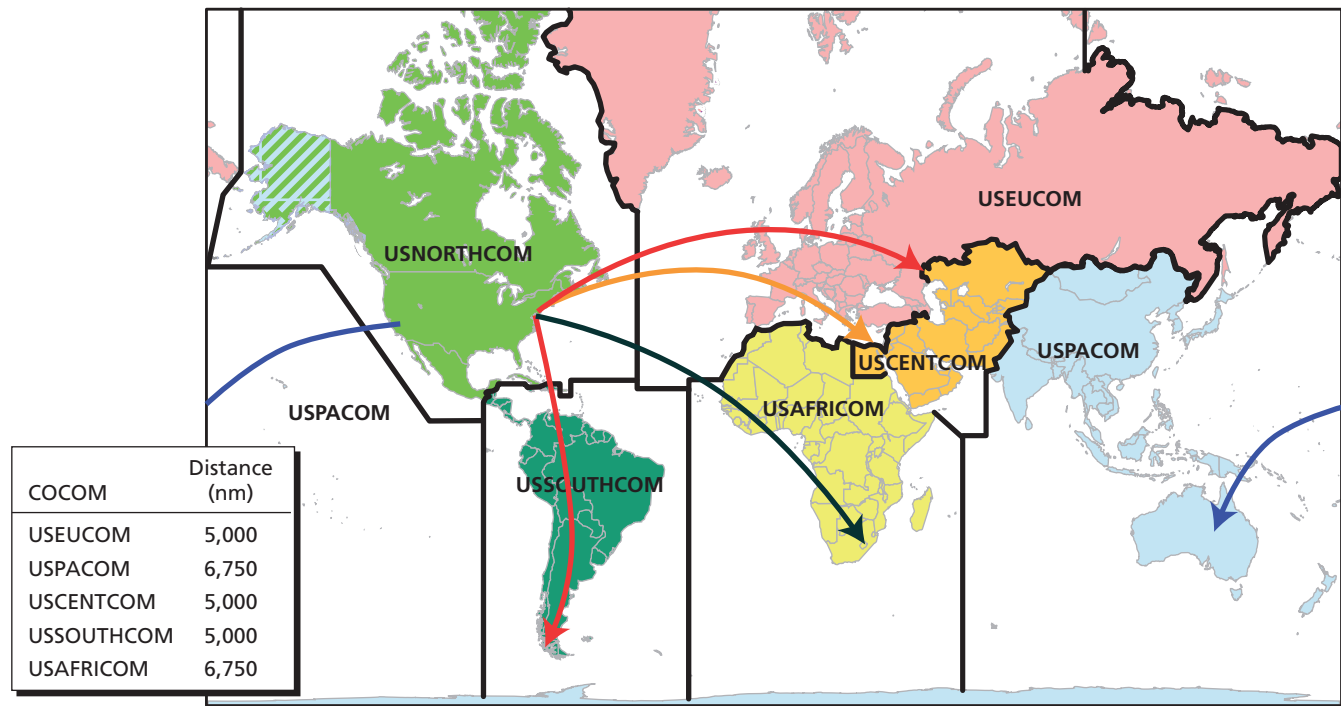 USEUCOM
USNORTHCOM
USPACOM
USCENTCOM
USAFRICOM
USPACOM
USSOUTHCOM
COCOM Distance (nm)
USEUCOM 5,000
USPACOM 6,750
USCENTCOM 5,000
USSOUTHCOM 5,000
USAFRICOM 6,750